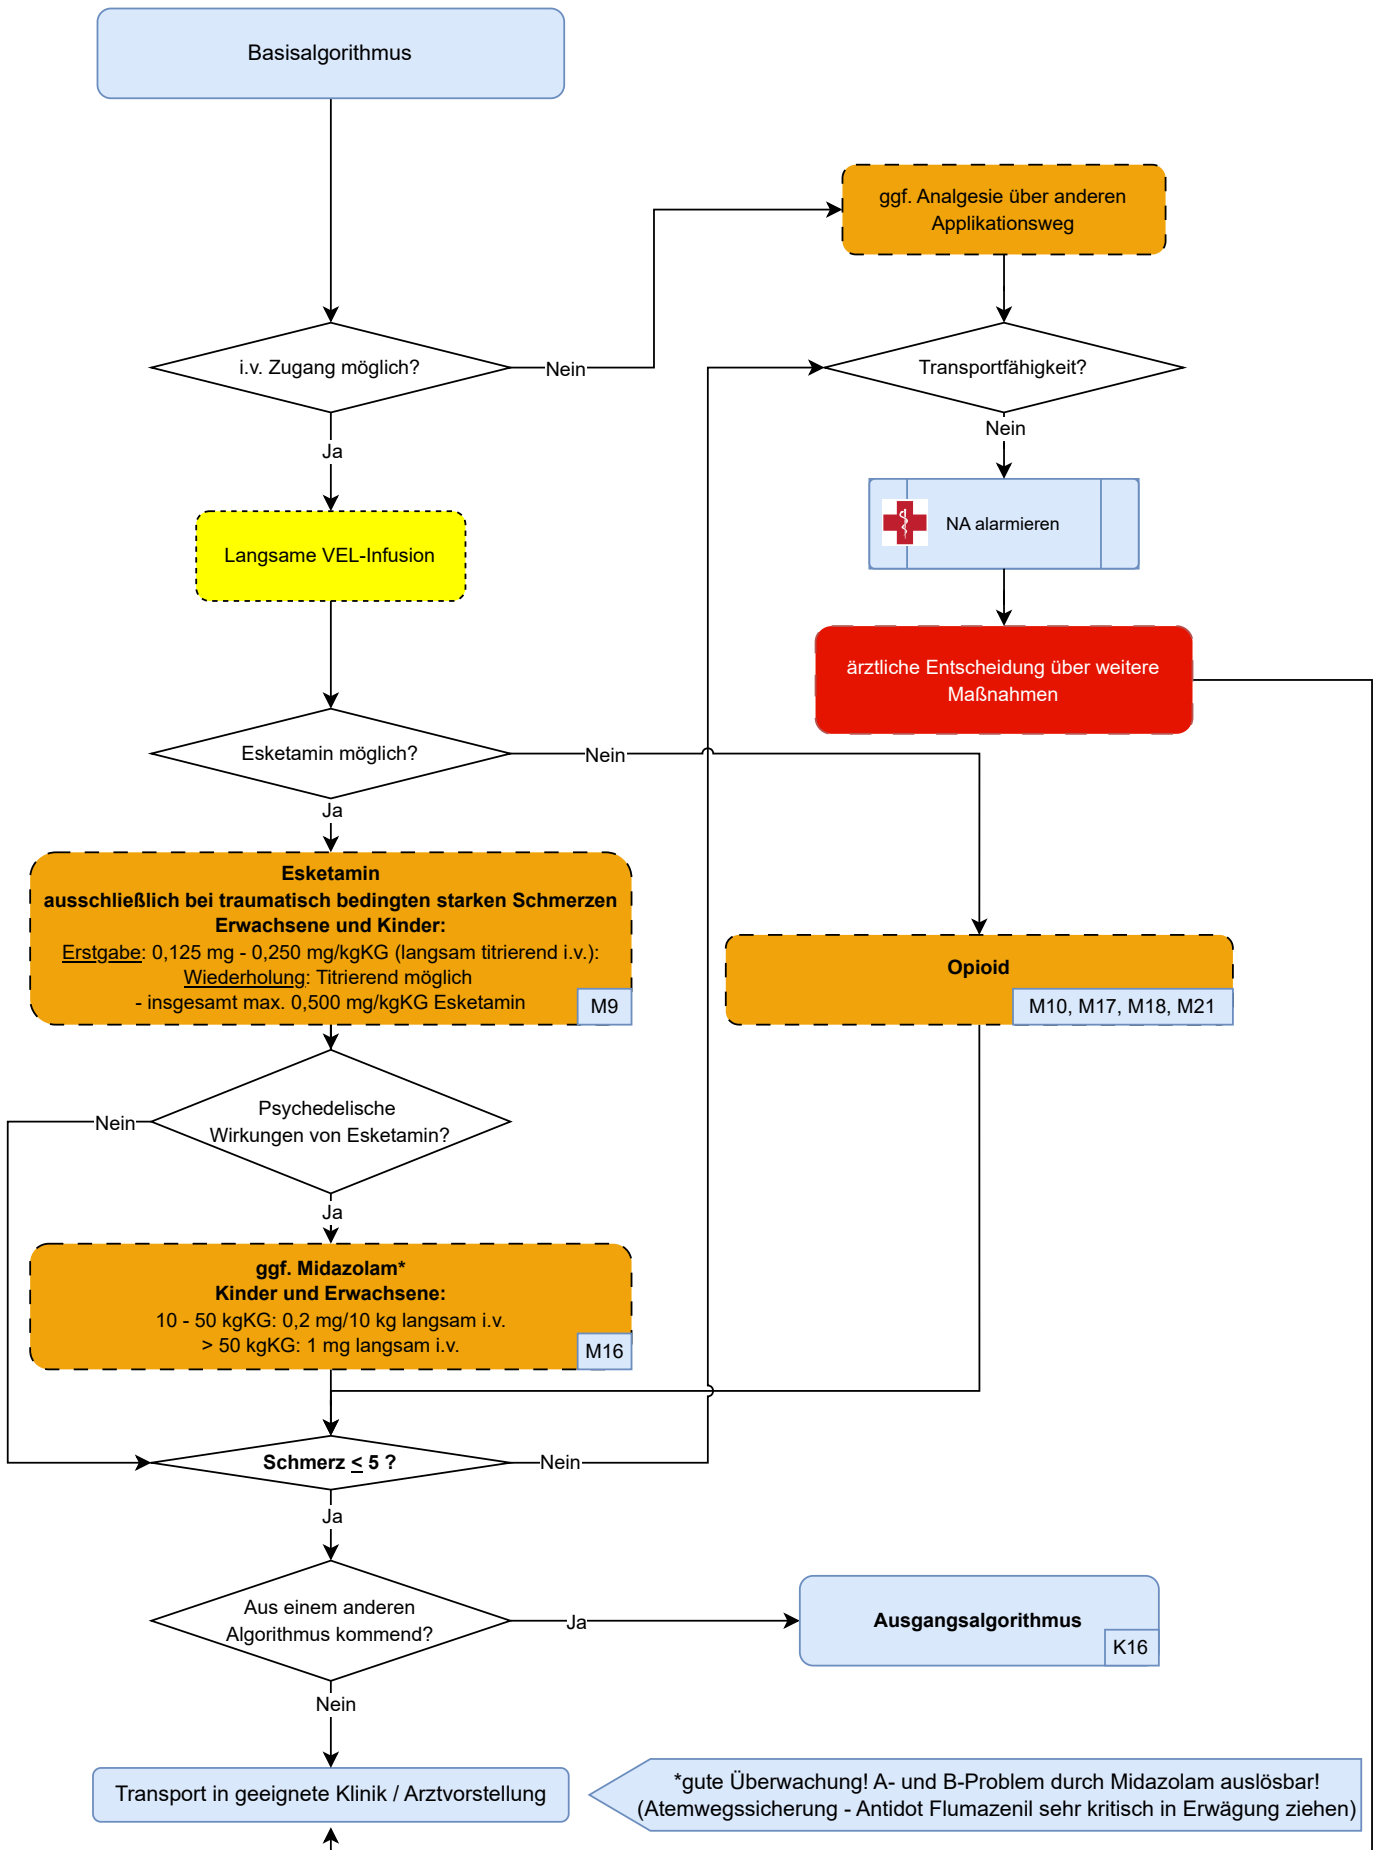 Basisalgorithmus
ggf. Analgesie über anderen
Applikationsweg
i.v. Zugang möglich?
Nein
Transportfähigkeit?
Ja
Nein
NA alarmieren
Langsame VEL-Infusion
ärztliche Entscheidung über weitere
Maßnahmen
Esketamin möglich?
Nein
Ja
Esketamin
ausschließlich bei traumatisch bedingten starken Schmerzen
Erwachsene und Kinder:
Erstgabe: 0,125 mg - 0,250 mg/kgKG (langsam titrierend i.v.):
Wiederholung: Titrierend möglich
- insgesamt max. 0,500 mg/kgKG Esketamin
M9
Opioid
M10, M17, M18, M21
Psychedelische
Wirkungen von Esketamin?
Nein
Ja
ggf. Midazolam*
Kinder und Erwachsene:
10 - 50 kgKG: 0,2 mg/10 kg langsam i.v.
> 50 kgKG: 1 mg langsam i.v.
M16
Schmerz ≤ 5 ?
Nein
Ja
Aus einem anderen
Algorithmus kommend?
Ja
Ausgangsalgorithmus
K16
Nein
Transport in geeignete Klinik / Arztvorstellung
*gute Überwachung! A- und B-Problem durch Midazolam auslösbar!
(Atemwegssicherung - Antidot Flumazenil sehr kritisch in Erwägung ziehen)